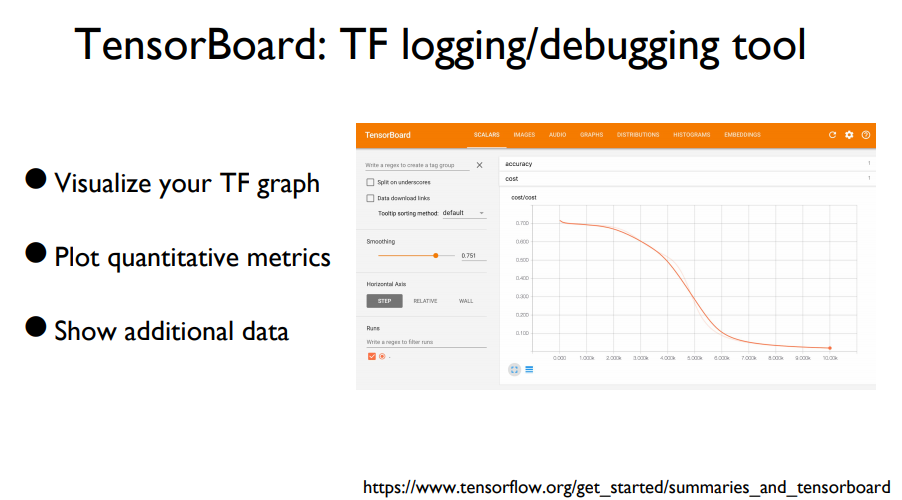 TensorBoard: TF logging/debugging tool
● Visualize your TF graph
● Plot quantitative metrics
● Show additional data
TensorBoard SCALARS IMAGES AUDIO GRAPHS DISTRIBUTIONS HISTOGRAMS EMBEDDINGS
Write a regex to create a tag group
Split on underscores
Data download links
Tooltip sorting method: default
Smoothing
0.751
Horizontal Axis
STEP RELATIVE WALL
Runs
Write a regex to filter runs
.
accuracy 1
cost 1
cost/cost
0.700
0.600
0.500
0.400
0.300
0.200
0.100
0.000 1.000k 2.000k 3.000k 4.000k 5.000k 6.000k 7.000k 8.000k 9.000k 10.00k
https://www.tensorflow.org/get_started/summaries_and_tensorboard